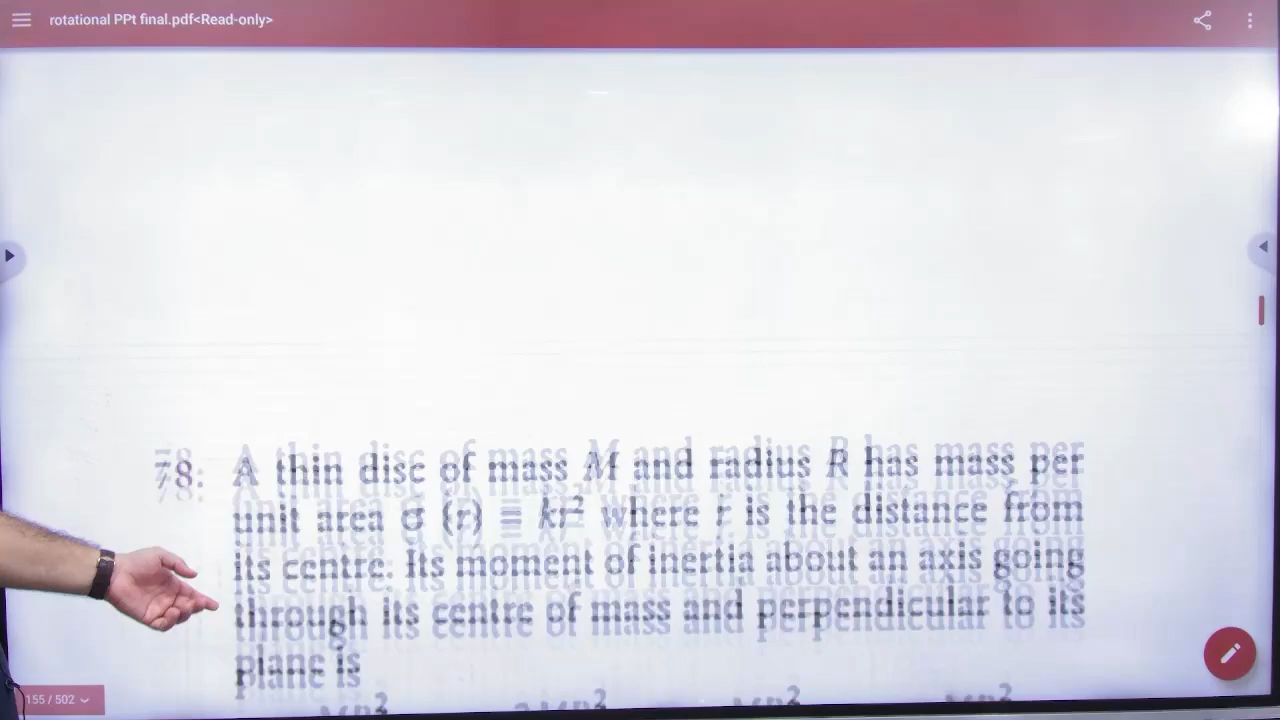 rotational PPt final.pdf<Read-only>
78. A thin disc of mass M and radius R has mass per
unit area σ (r) = kr² where r is the distance from
its centre. Its moment of inertia about an axis going
through its centre of mass and perpendicular to its
plane is
155 / 502